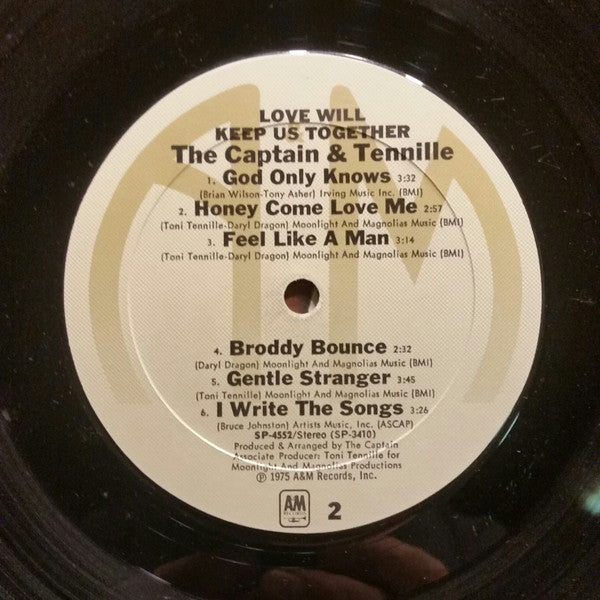 LOVE WILL
KEEP US TOGETHER
The Captain & Tennille
1. God Only Knows 3:32
(Brian Wilson-Tony Asher) Irving Music Inc. (BMI)
2. Honey Come Love Me 2:57
(Toni Tennille-Daryl Dragon) Moonlight and Magnolias Music (BMI)
3. Feel Like A Man 3:14
(Toni Tennille-Daryl Dragon) Moonlight And Magnolias Music (BMI)
4. Broddy Bounce 2:32
(Daryl Dragon) Moonlight And Magnolias Music (BMI)
5. Gentle Stranger 3:45
(Toni Tennille) Moonlight And Magnolias Music (BMI)
6. I Write The Songs 3:26
(Bruce Johnston) Artists Music, Inc. (ASCAP)
SP-4552/Stereo (SP-3410)
Produced & Arranged by The Captain
Associate Producer: Toni Tennille for
Moonlight And Magnolias Productions
℗ 1975 A&M Records, Inc.
AM
RECORDS
2